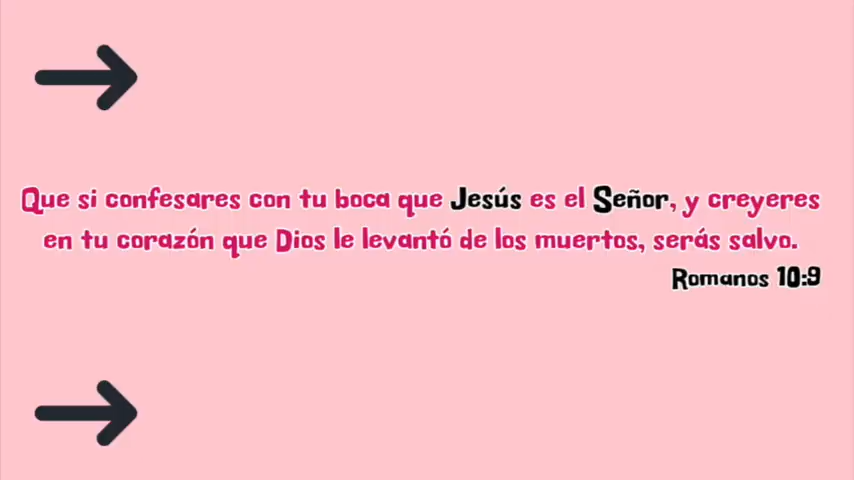 Que si confesares con tu boca que Jesús es el Señor, y creyeres
en tu corazón que Dios le levantó de los muertos, serás salvo.
Romanos 10:9